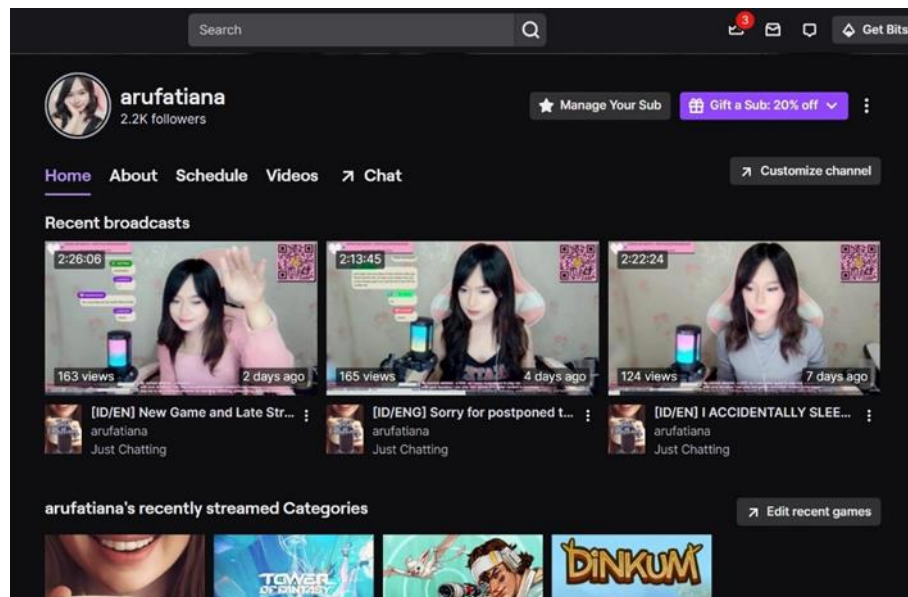 Search
3
Get Bits
arufatiana
2.2K followers
Manage Your Sub
Gift a Sub: 20% off
Home About Schedule Videos Chat
Customize channel
Recent broadcasts
2:26:06
163 views
2 days ago
[ID/EN] New Game and Late Str...
arufatiana
Just Chatting
2:13:45
165 views
4 days ago
[ID/ENG] Sorry for postponed t...
arufatiana
Just Chatting
2:22:24
124 views
7 days ago
[ID/EN] I ACCIDENTALLY SLEE...
arufatiana
Just Chatting
arufatiana's recently streamed Categories
Edit recent games
TOWER
OF FANTASY
DiNKUM